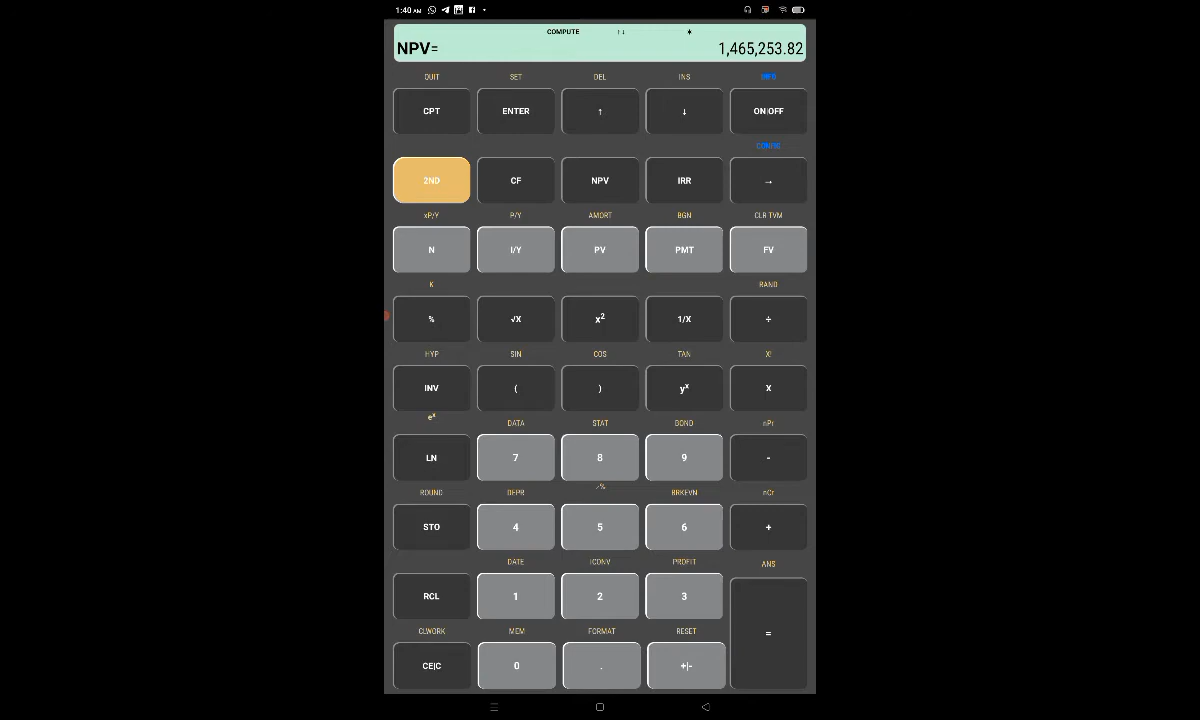 1:40 AM
COMPUTE ↑↓ *
NPV= 1,465,253.82
QUIT SET DEL INS INFO
CPT ENTER ↑ ↓ ON|OFF
CONFIG
2ND CF NPV IRR →
xP/Y P/Y AMORT BGN CLR TVM
N I/Y PV PMT FV
K RAND
% √X x² 1/X ÷
HYP SIN COS TAN X!
INV ( ) yˣ X
eˣ DATA STAT BOND nPr
LN 7 8 9 -
ROUND DEPR BRKEVN nCr
STO 4 5 6 +
DATE ICONV PROFIT ANS
RCL 1 2 3 =
CLWORK MEM FORMAT RESET
CE|C 0 . +|-